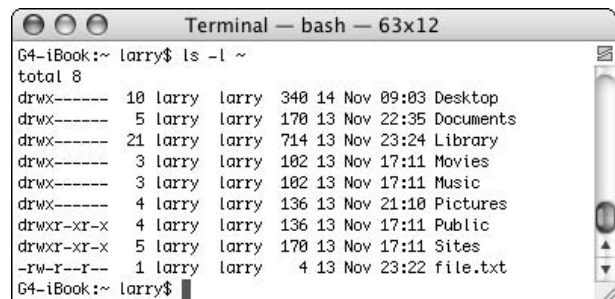 Terminal — bash — 63x12
G4-iBook:~ larry$ ls -l ~
total 8
drwx------ 10 larry larry 340 14 Nov 09:03 Desktop
drwx------ 5 larry larry 170 13 Nov 22:35 Documents
drwx------ 21 larry larry 714 13 Nov 23:24 Library
drwx------ 3 larry larry 102 13 Nov 17:11 Movies
drwx------ 3 larry larry 102 13 Nov 17:11 Music
drwx------ 4 larry larry 136 13 Nov 21:10 Pictures
drwxr-xr-x 4 larry larry 136 13 Nov 17:11 Public
drwxr-xr-x 5 larry larry 170 13 Nov 17:11 Sites
-rw-r--r-- 1 larry larry 4 13 Nov 23:22 file.txt
G4-iBook:~ larry$